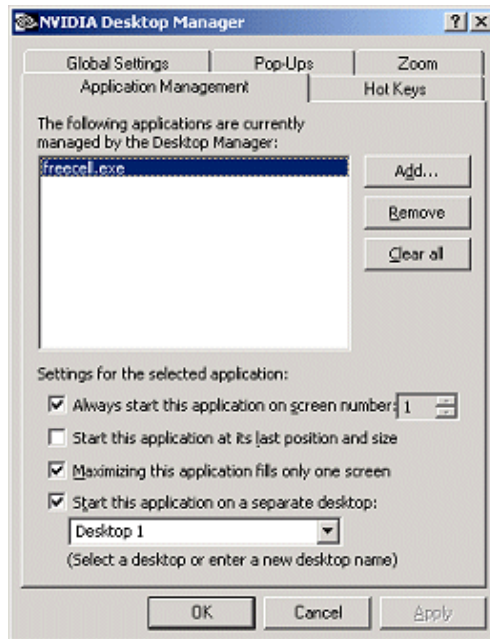 NVIDIA Desktop Manager
Global Settings
Pop-Ups
Zoom
Application Management
Hot Keys
The following applications are currently
managed by the Desktop Manager:
freecell.exe
Add...
Remove
Clear all
Settings for the selected application:
Always start this application on screen number: 1
Start this application at its last position and size
Maximizing this application fills only one screen
Start this application on a separate desktop:
Desktop 1
(Select a desktop or enter a new desktop name)
OK
Cancel
Apply